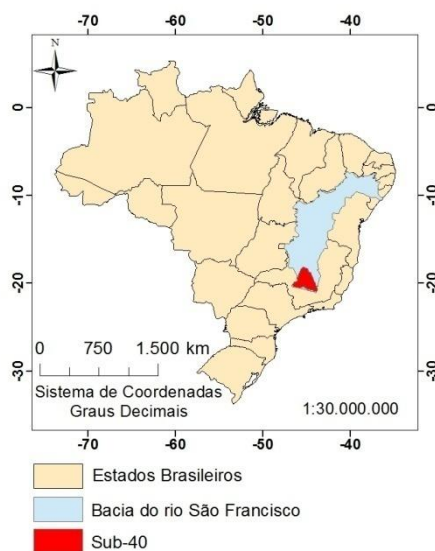 -70 -60 -50 -40
N
0 0
-10 -10
-20 -20
-30 -30
0 750 1.500 km
Sistema de Coordenadas
Graus Decimais
1:30.000.000
-70 -60 -50 -40
Estados Brasileiros
Bacia do rio São Francisco
Sub-40